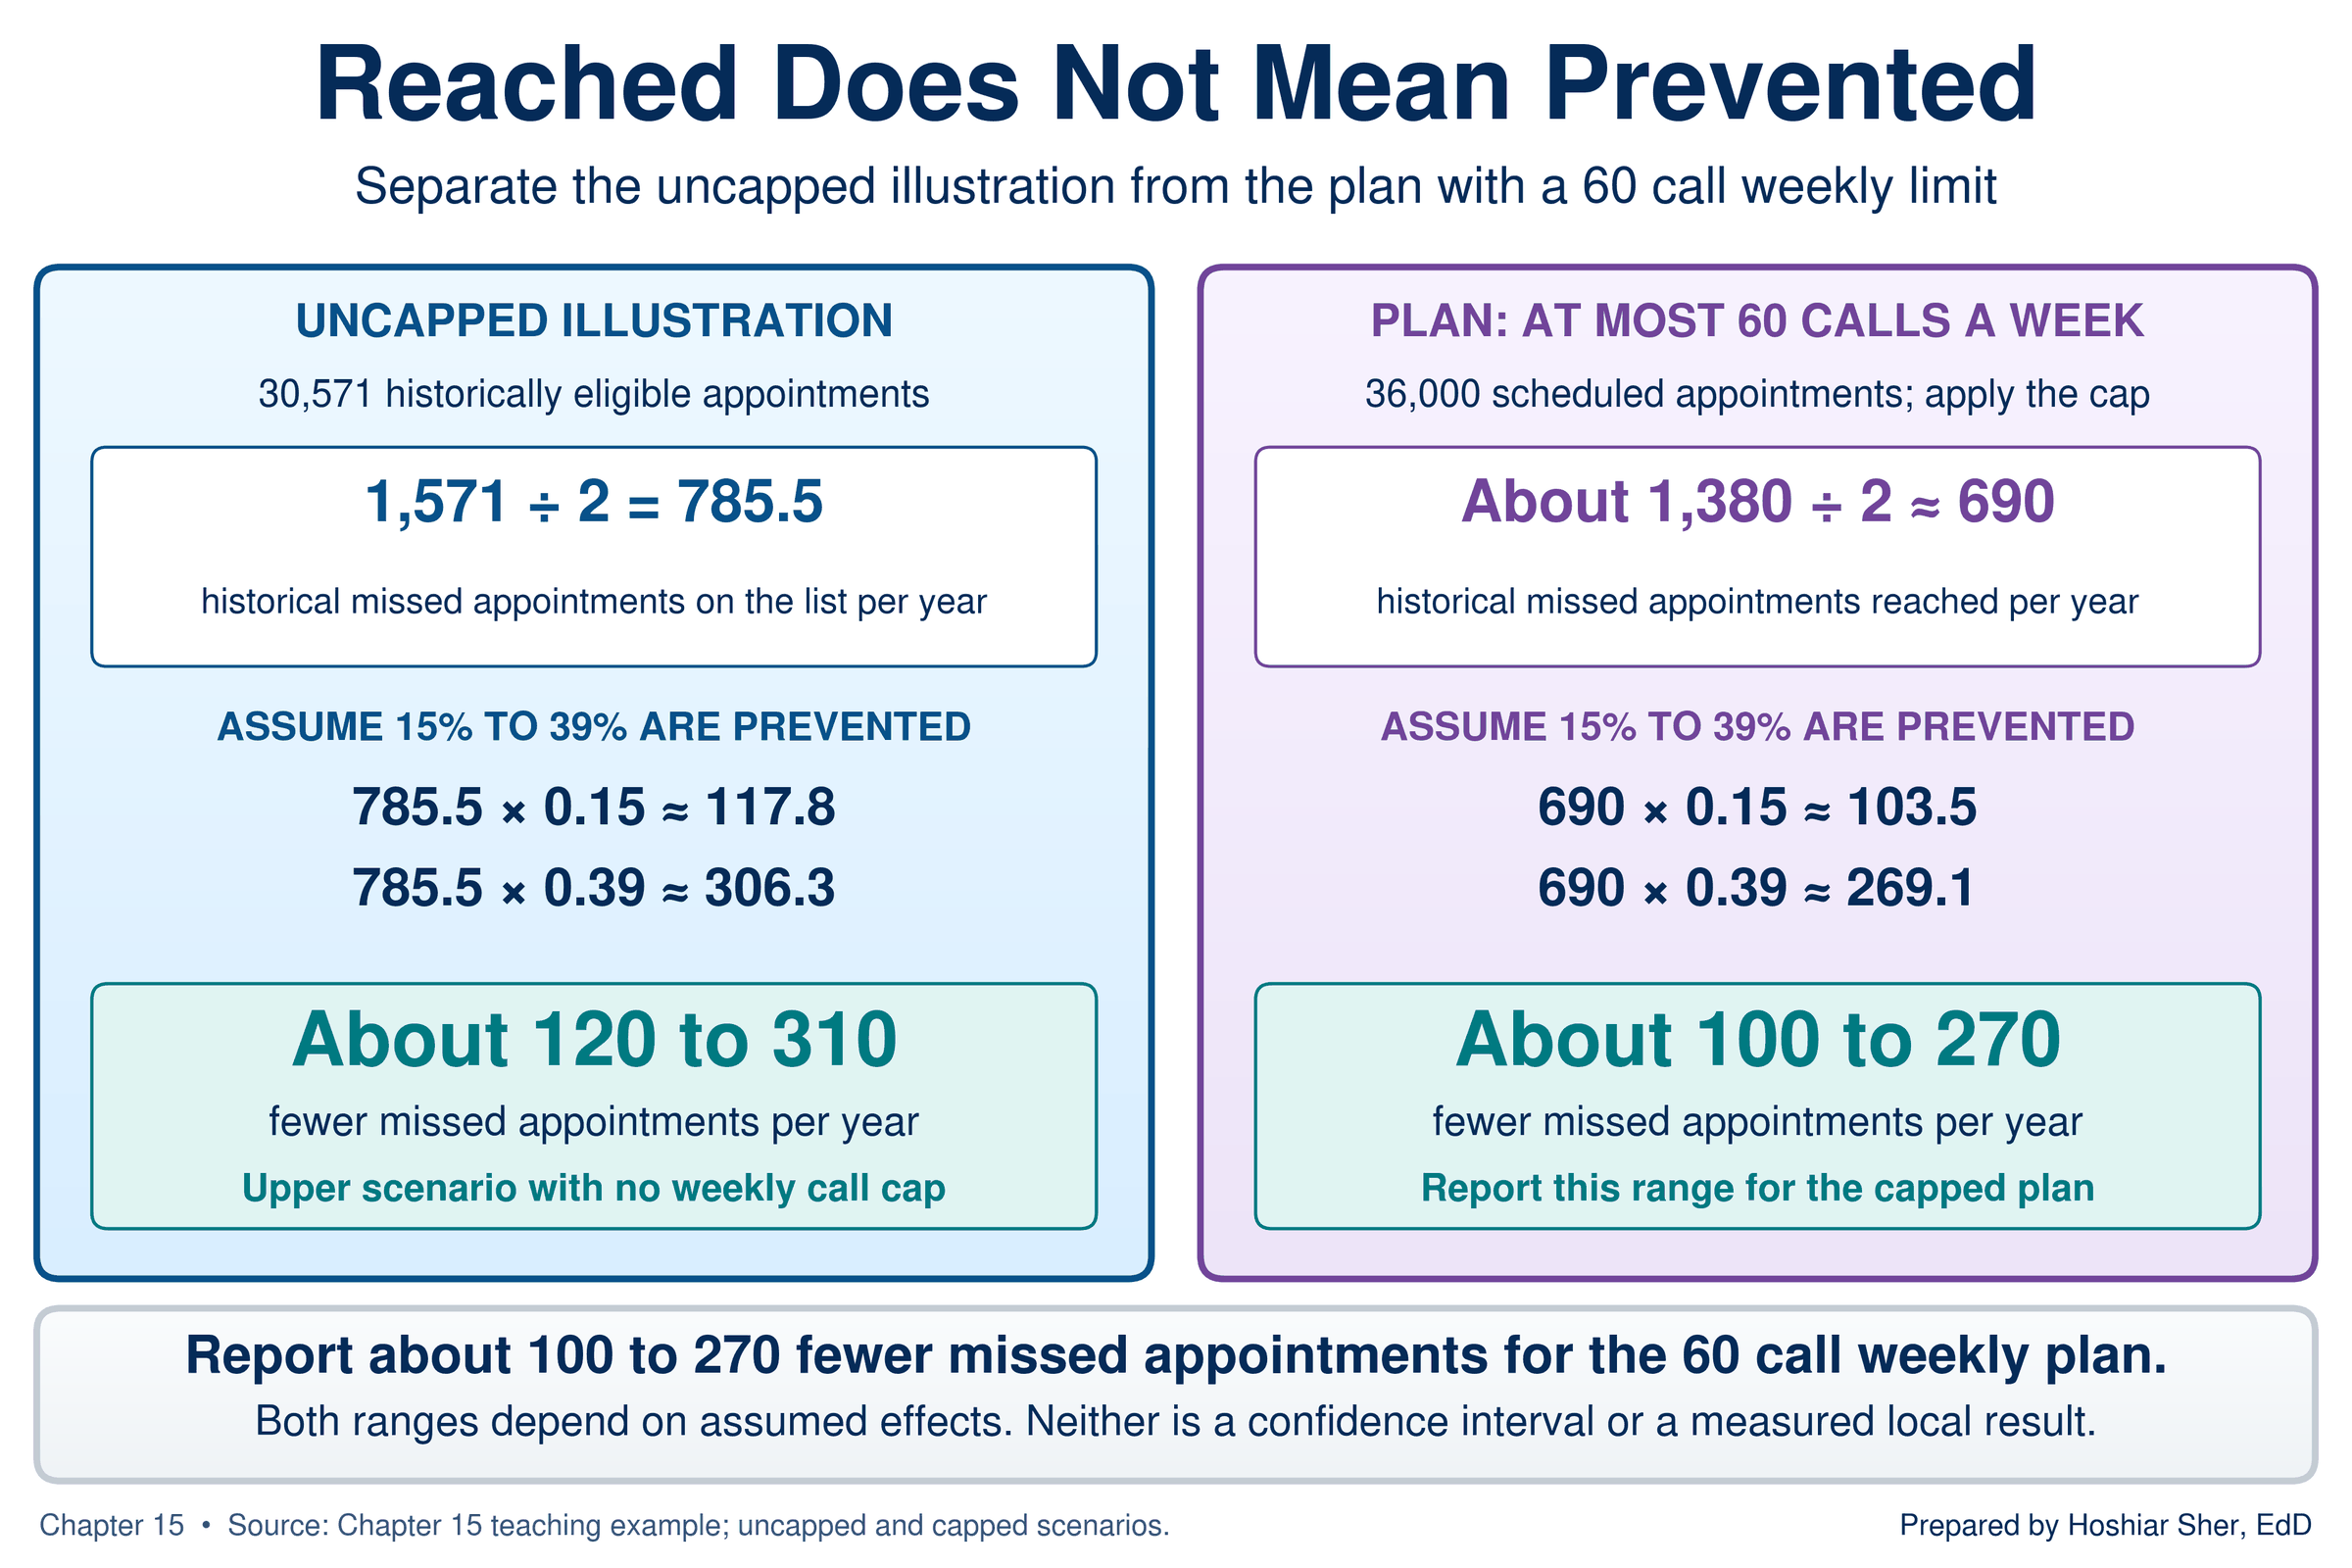 Reached Does Not Mean Prevented
Separate the uncapped illustration from the plan with a 60 call weekly limit
UNCAPPED ILLUSTRATION
30,571 historically eligible appointments
1,571 ÷ 2 = 785.5
historical missed appointments on the list per year
ASSUME 15% TO 39% ARE PREVENTED
785.5 × 0.15 ≈ 117.8
785.5 × 0.39 ≈ 306.3
About 120 to 310
fewer missed appointments per year
Upper scenario with no weekly call cap
PLAN: AT MOST 60 CALLS A WEEK
36,000 scheduled appointments; apply the cap
About 1,380 ÷ 2 ≈ 690
historical missed appointments reached per year
ASSUME 15% TO 39% ARE PREVENTED
690 × 0.15 ≈ 103.5
690 × 0.39 ≈ 269.1
About 100 to 270
fewer missed appointments per year
Report this range for the capped plan
Report about 100 to 270 fewer missed appointments for the 60 call weekly plan.
Both ranges depend on assumed effects. Neither is a confidence interval or a measured local result.
Chapter 15 • Source: Chapter 15 teaching example; uncapped and capped scenarios.
Prepared by Hoshiar Sher, EdD